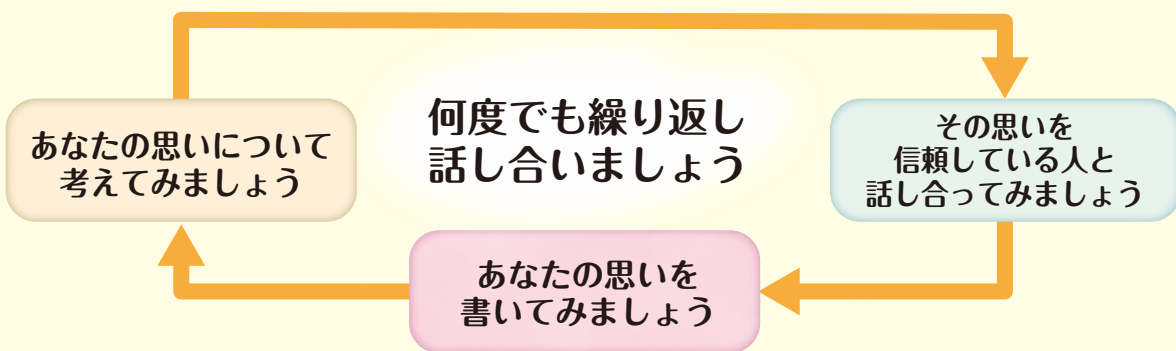 何度でも繰り返し
話し合いましょう
あなたの思いについて
考えてみましょう
その思いを
信頼している人と
話し合ってみましょう
あなたの思いを
書いてみましょう